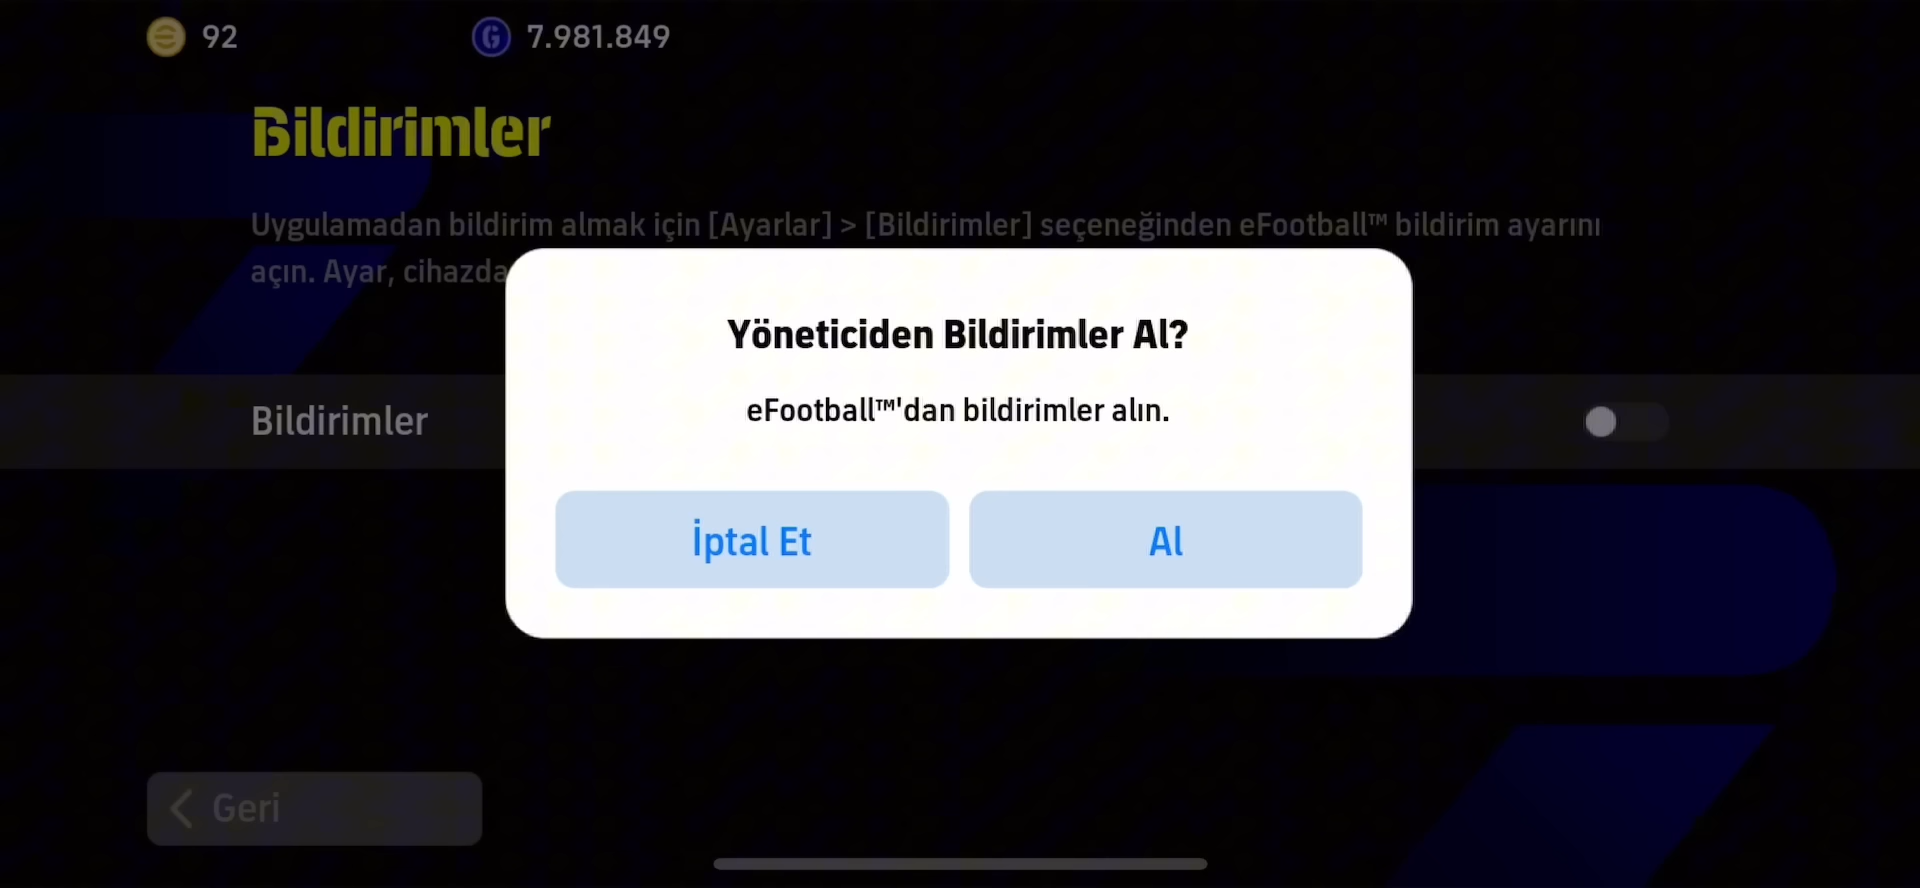 92
7.981.849
Bildirimler
Uygulamadan bildirim almak için [Ayarlar] > [Bildirimler] seçeneğinden eFootball™ bildirim ayarını
açın. Ayar, cihazda
Yöneticiden Bildirimler Al?
eFootball™'dan bildirimler alın.
Bildirimler
İptal Et
Al
Geri